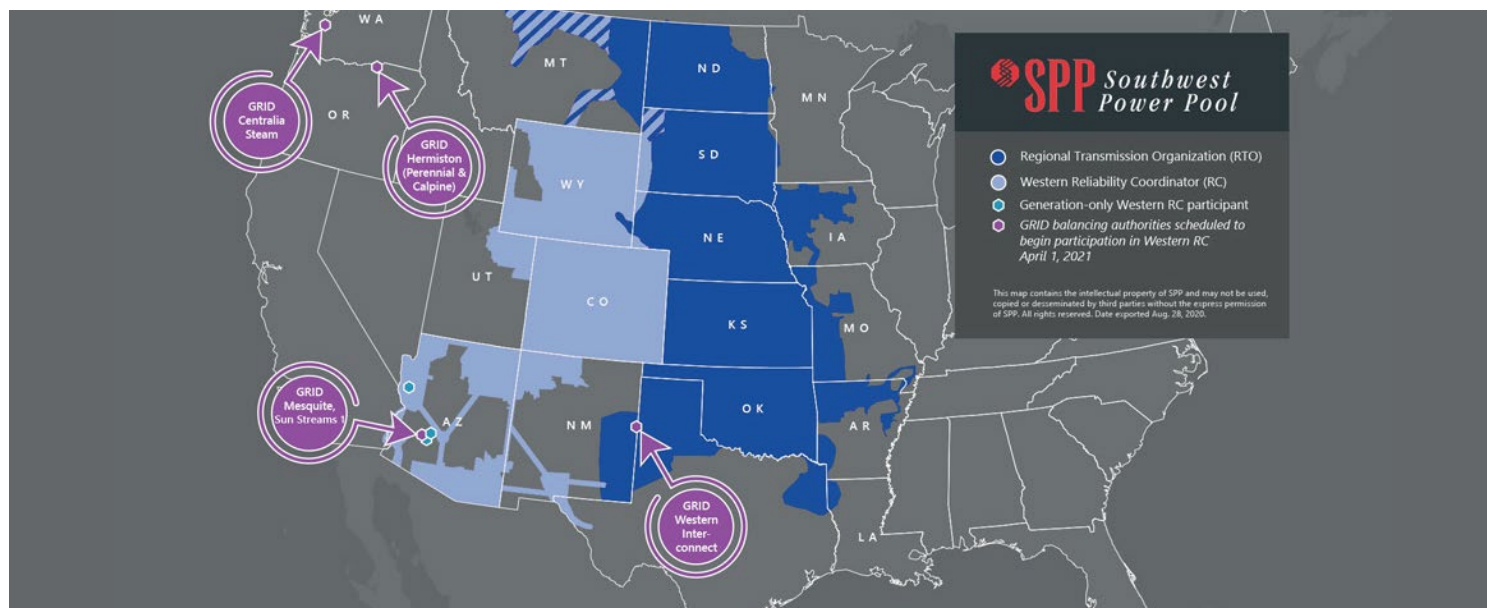 WA
MT
ND
MN
OR
SD
WY
NE
IA
UT
CO
KS
MO
AZ
NM
OK
AR
LA
GRID
Centralia
Steam
GRID
Hermiston
(Perennial &
Calpine)
GRID
Mesquite,
Sun Streams 1
GRID
Western
Inter-
connect
SPP Southwest
Power Pool
Regional Transmission Organization (RTO)
Western Reliability Coordinator (RC)
Generation-only Western RC participant
GRID balancing authorities scheduled to
begin participation in Western RC
April 1, 2021
This map contains the intellectual property of SPP and may not be used,
copied or desseminated by third parties without the express permission
of SPP. All rights reserved. Date exported Aug. 28, 2020.